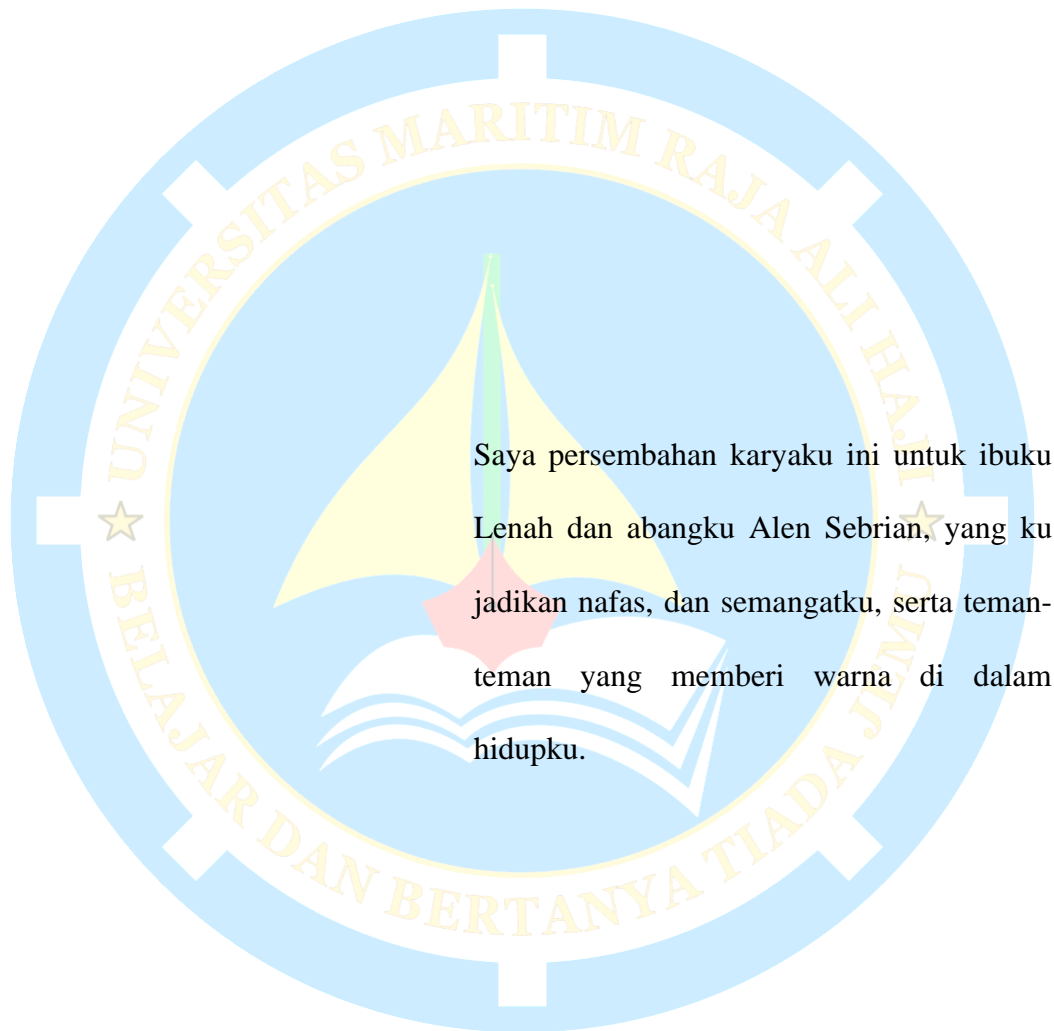 UNIVERSITAS MARITIM RAJA ALI HAJI
Saya persembahan karyaku ini untuk ibuku
Lenah dan abangku Alen Sebrian, yang ku
jadikan nafas, dan semangatku, serta teman-
teman yang memberi warna di dalam
hidupku.
BELAJAR DAN BERTANYA TIADA JEMU